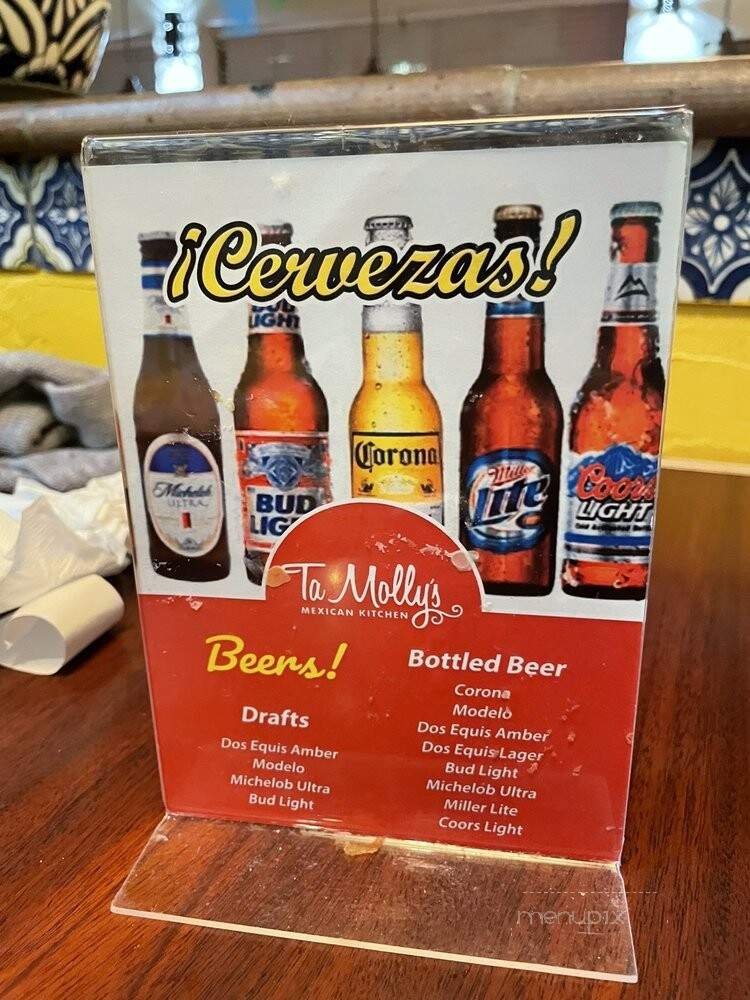 ¡Cervezas!
Michelob
ULTRA
BUD
LIGHT
BUD
LIGHT
Corona
Miller
Lite
Coors
LIGHT
Ta Molly's
MEXICAN KITCHEN
Beers!
Drafts
Dos Equis Amber
Modelo
Michelob Ultra
Bud Light
Bottled Beer
Corona
Modelo
Dos Equis Amber
Dos Equis Lager
Bud Light
Michelob Ultra
Miller Lite
Coors Light
menupix